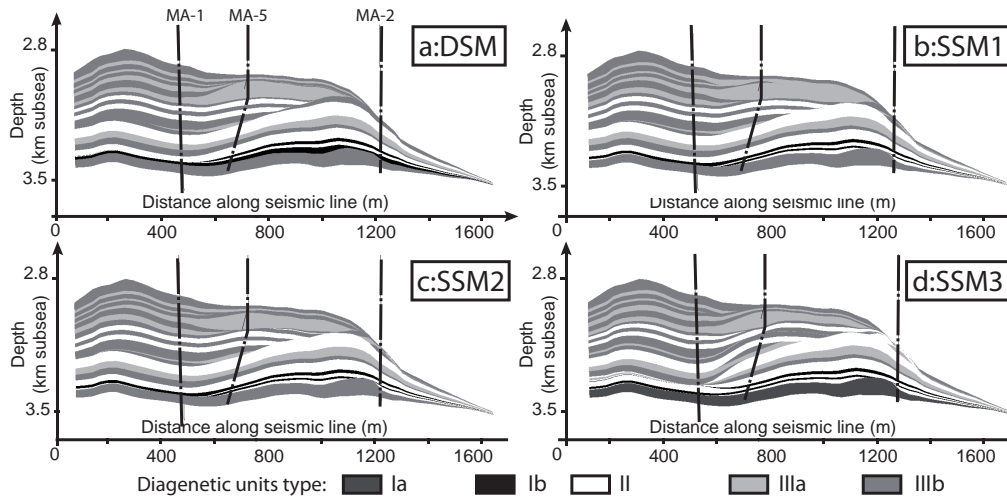 MA-1 MA-5 MA-2
a:DSM
2.8
Depth
(km subsea)
3.5
Distance along seismic line (m)
0 400 800 1200 1600
b:SSM1
2.8
Depth
(km subsea)
3.5
Distance along seismic line (m)
0 400 800 1200 1600
c:SSM2
2.8
Depth
(km subsea)
3.5
Distance along seismic line (m)
0 400 800 1200 1600
d:SSM3
2.8
Depth
(km subsea)
3.5
Distance along seismic line (m)
0 400 800 1200 1600
Diagenetic units type: Ia Ib II IIIa IIIb